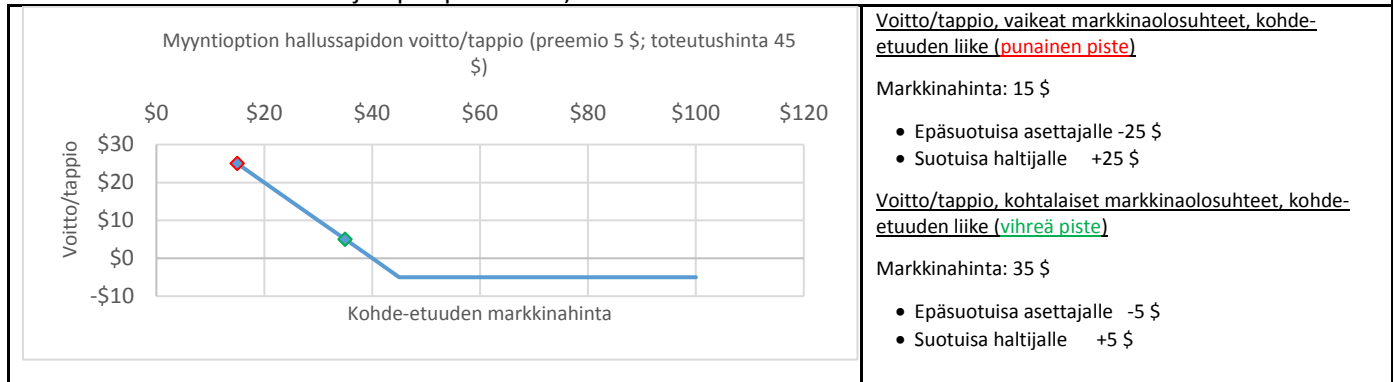 Myyntioption hallussapidon voitto/tappio (preemio 5 $; toteutushinta 45
$)
$0 $20 $40 $60 $80 $100 $120
$30
$20
$10
$0
-$10
Voitto/tappio
Kohde-etuuden markkinahinta
Voitto/tappio, vaikeat markkinaolosuhteet, kohde-
etuuden liike (punainen piste)
Markkinahinta: 15 $
• Epäsuotuisa asettajalle -25 $
• Suotuisa haltijalle +25 $
Voitto/tappio, kohtalaiset markkinaolosuhteet, kohde-
etuuden liike (vihreä piste)
Markkinahinta: 35 $
• Epäsuotuisa asettajalle -5 $
• Suotuisa haltijalle +5 $